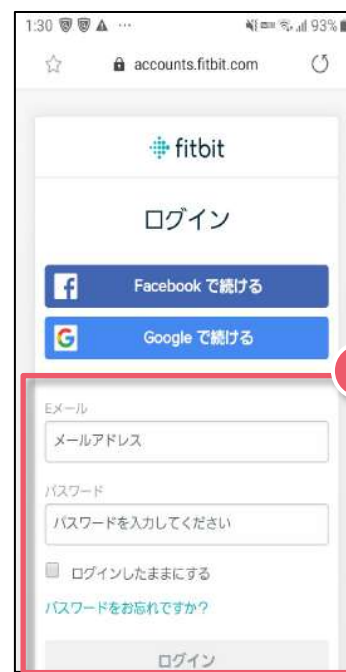 1:30 93%
accounts.fitbit.com
fitbit
ログイン
Facebook で続ける
Google で続ける
Eメール
メールアドレス
パスワード
パスワードを入力してください
ログインしたままにする
パスワードをお忘れですか?
ログイン